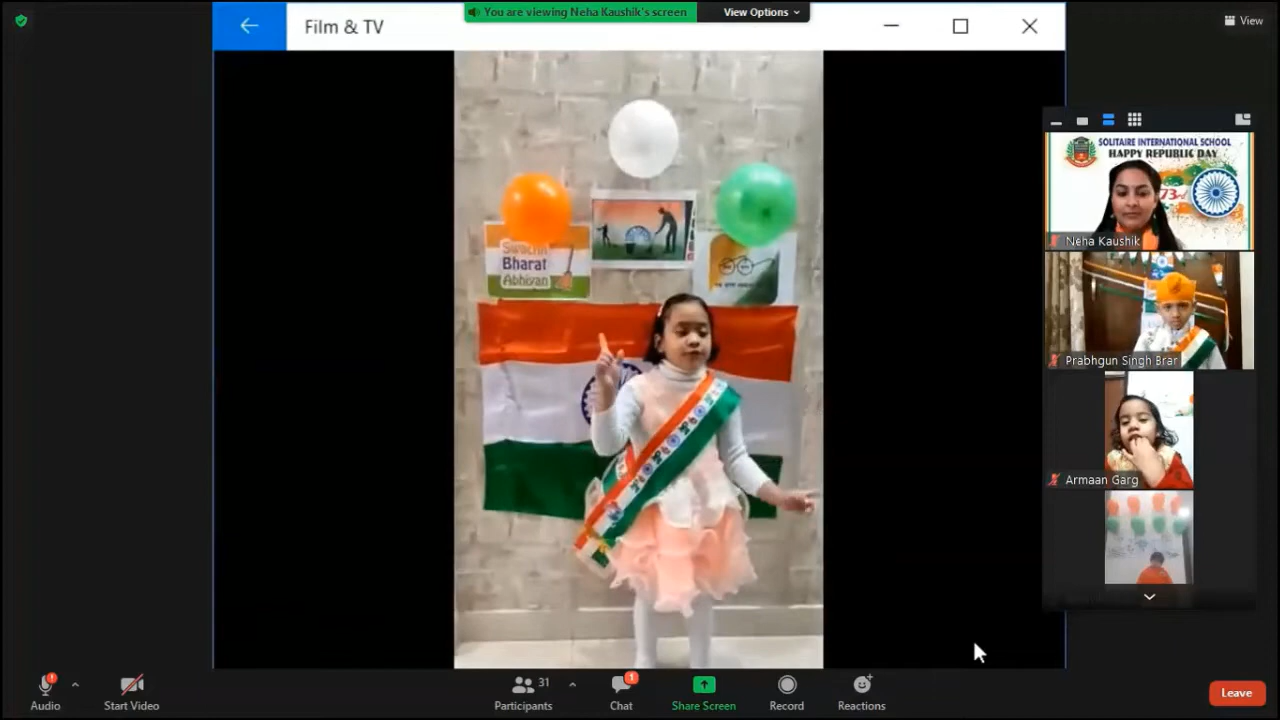 You are viewing Neha Kaushik's screen
View Options
View
Film & TV
Swachh
Bharat
Abhiyan
SOLITAIRE INTERNATIONAL SCHOOL
HAPPY REPUBLIC DAY
73rd
Neha Kaushik
Prabhgun Singh Brar
Armaan Garg
Audio
Start Video
31
Participants
1
Chat
Share Screen
Record
Reactions
Leave